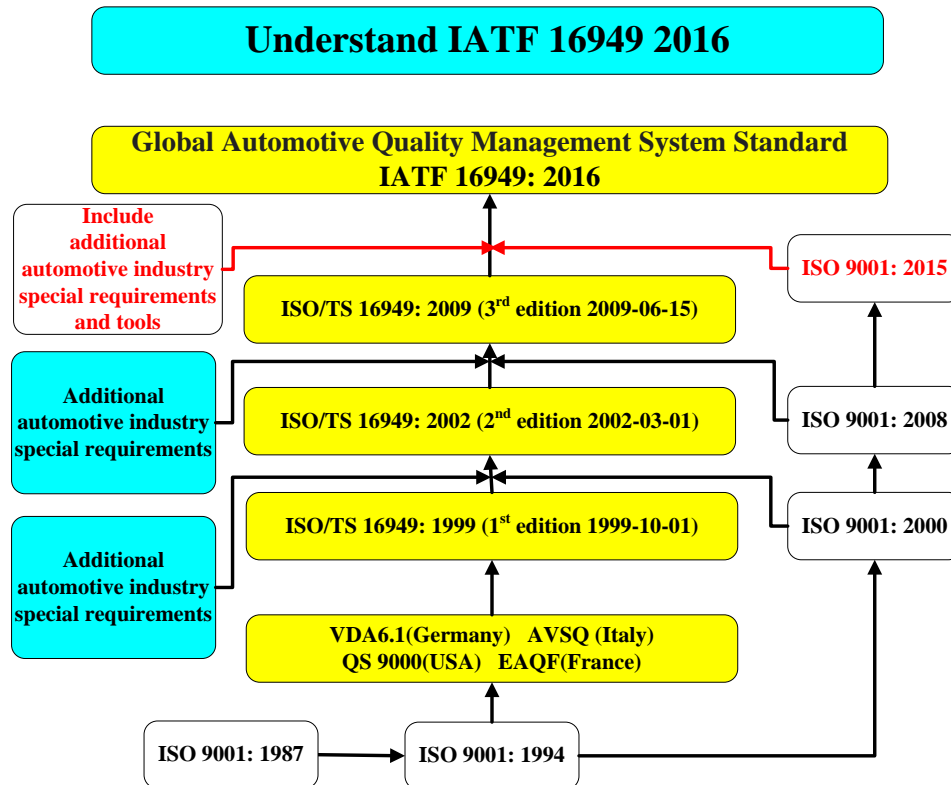 Understand IATF 16949 2016
Global Automotive Quality Management System Standard
IATF 16949: 2016
Include
additional
automotive industry
special requirements
and tools
ISO 9001: 2015
ISO/TS 16949: 2009 (3rd edition 2009-06-15)
Additional
automotive industry
special requirements
ISO/TS 16949: 2002 (2nd edition 2002-03-01)
ISO 9001: 2008
ISO/TS 16949: 1999 (1st edition 1999-10-01)
ISO 9001: 2000
Additional
automotive industry
special requirements
VDA6.1(Germany) AVSQ (Italy)
QS 9000(USA) EAQF(France)
ISO 9001: 1987
ISO 9001: 1994